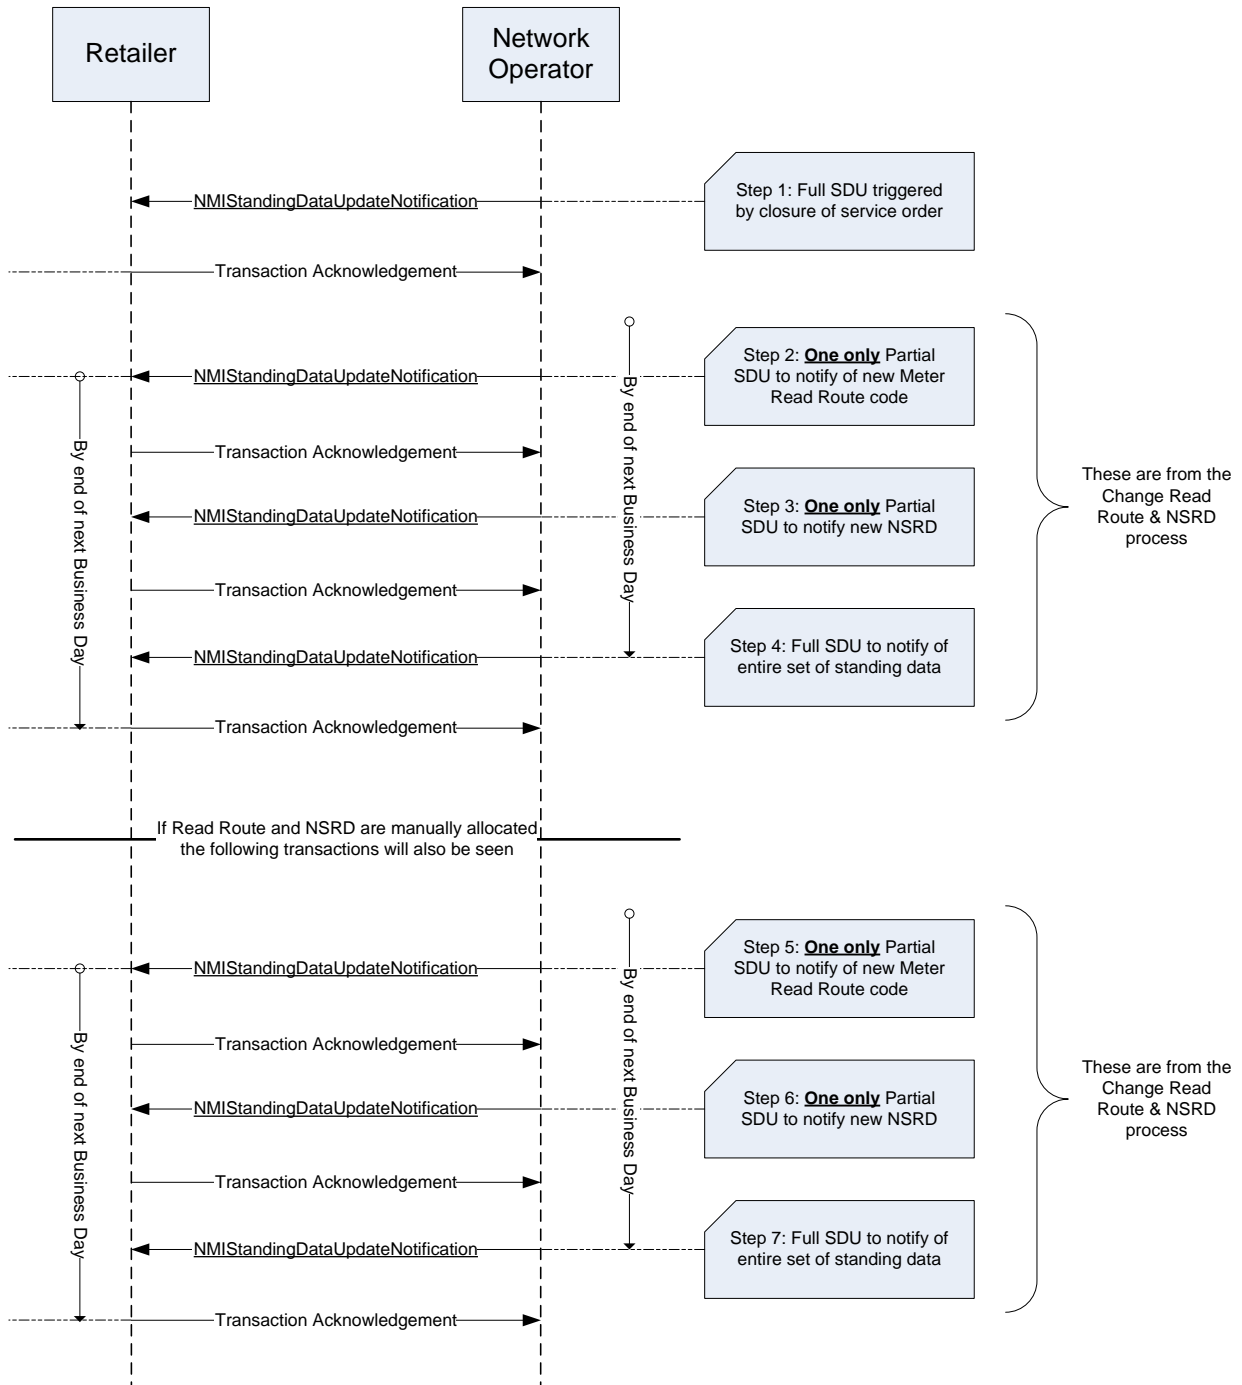 Retailer
Network
Operator
NMIStandingDataUpdateNotification
Step 1: Full SDU triggered
by closure of service order
Transaction Acknowledgement
NMIStandingDataUpdateNotification
Step 2: One only Partial
SDU to notify of new Meter
Read Route code
By end of next Business Day
By end of next Business Day
Transaction Acknowledgement
NMIStandingDataUpdateNotification
Step 3: One only Partial
SDU to notify new NSRD
These are from the
Change Read
Route & NSRD
process
Transaction Acknowledgement
NMIStandingDataUpdateNotification
Step 4: Full SDU to notify of
entire set of standing data
Transaction Acknowledgement
If Read Route and NSRD are manually allocated
the following transactions will also be seen
NMIStandingDataUpdateNotification
Step 5: One only Partial
SDU to notify of new Meter
Read Route code
By end of next Business Day
By end of next Business Day
Transaction Acknowledgement
NMIStandingDataUpdateNotification
Step 6: One only Partial
SDU to notify new NSRD
These are from the
Change Read
Route & NSRD
process
Transaction Acknowledgement
NMIStandingDataUpdateNotification
Step 7: Full SDU to notify of
entire set of standing data
Transaction Acknowledgement